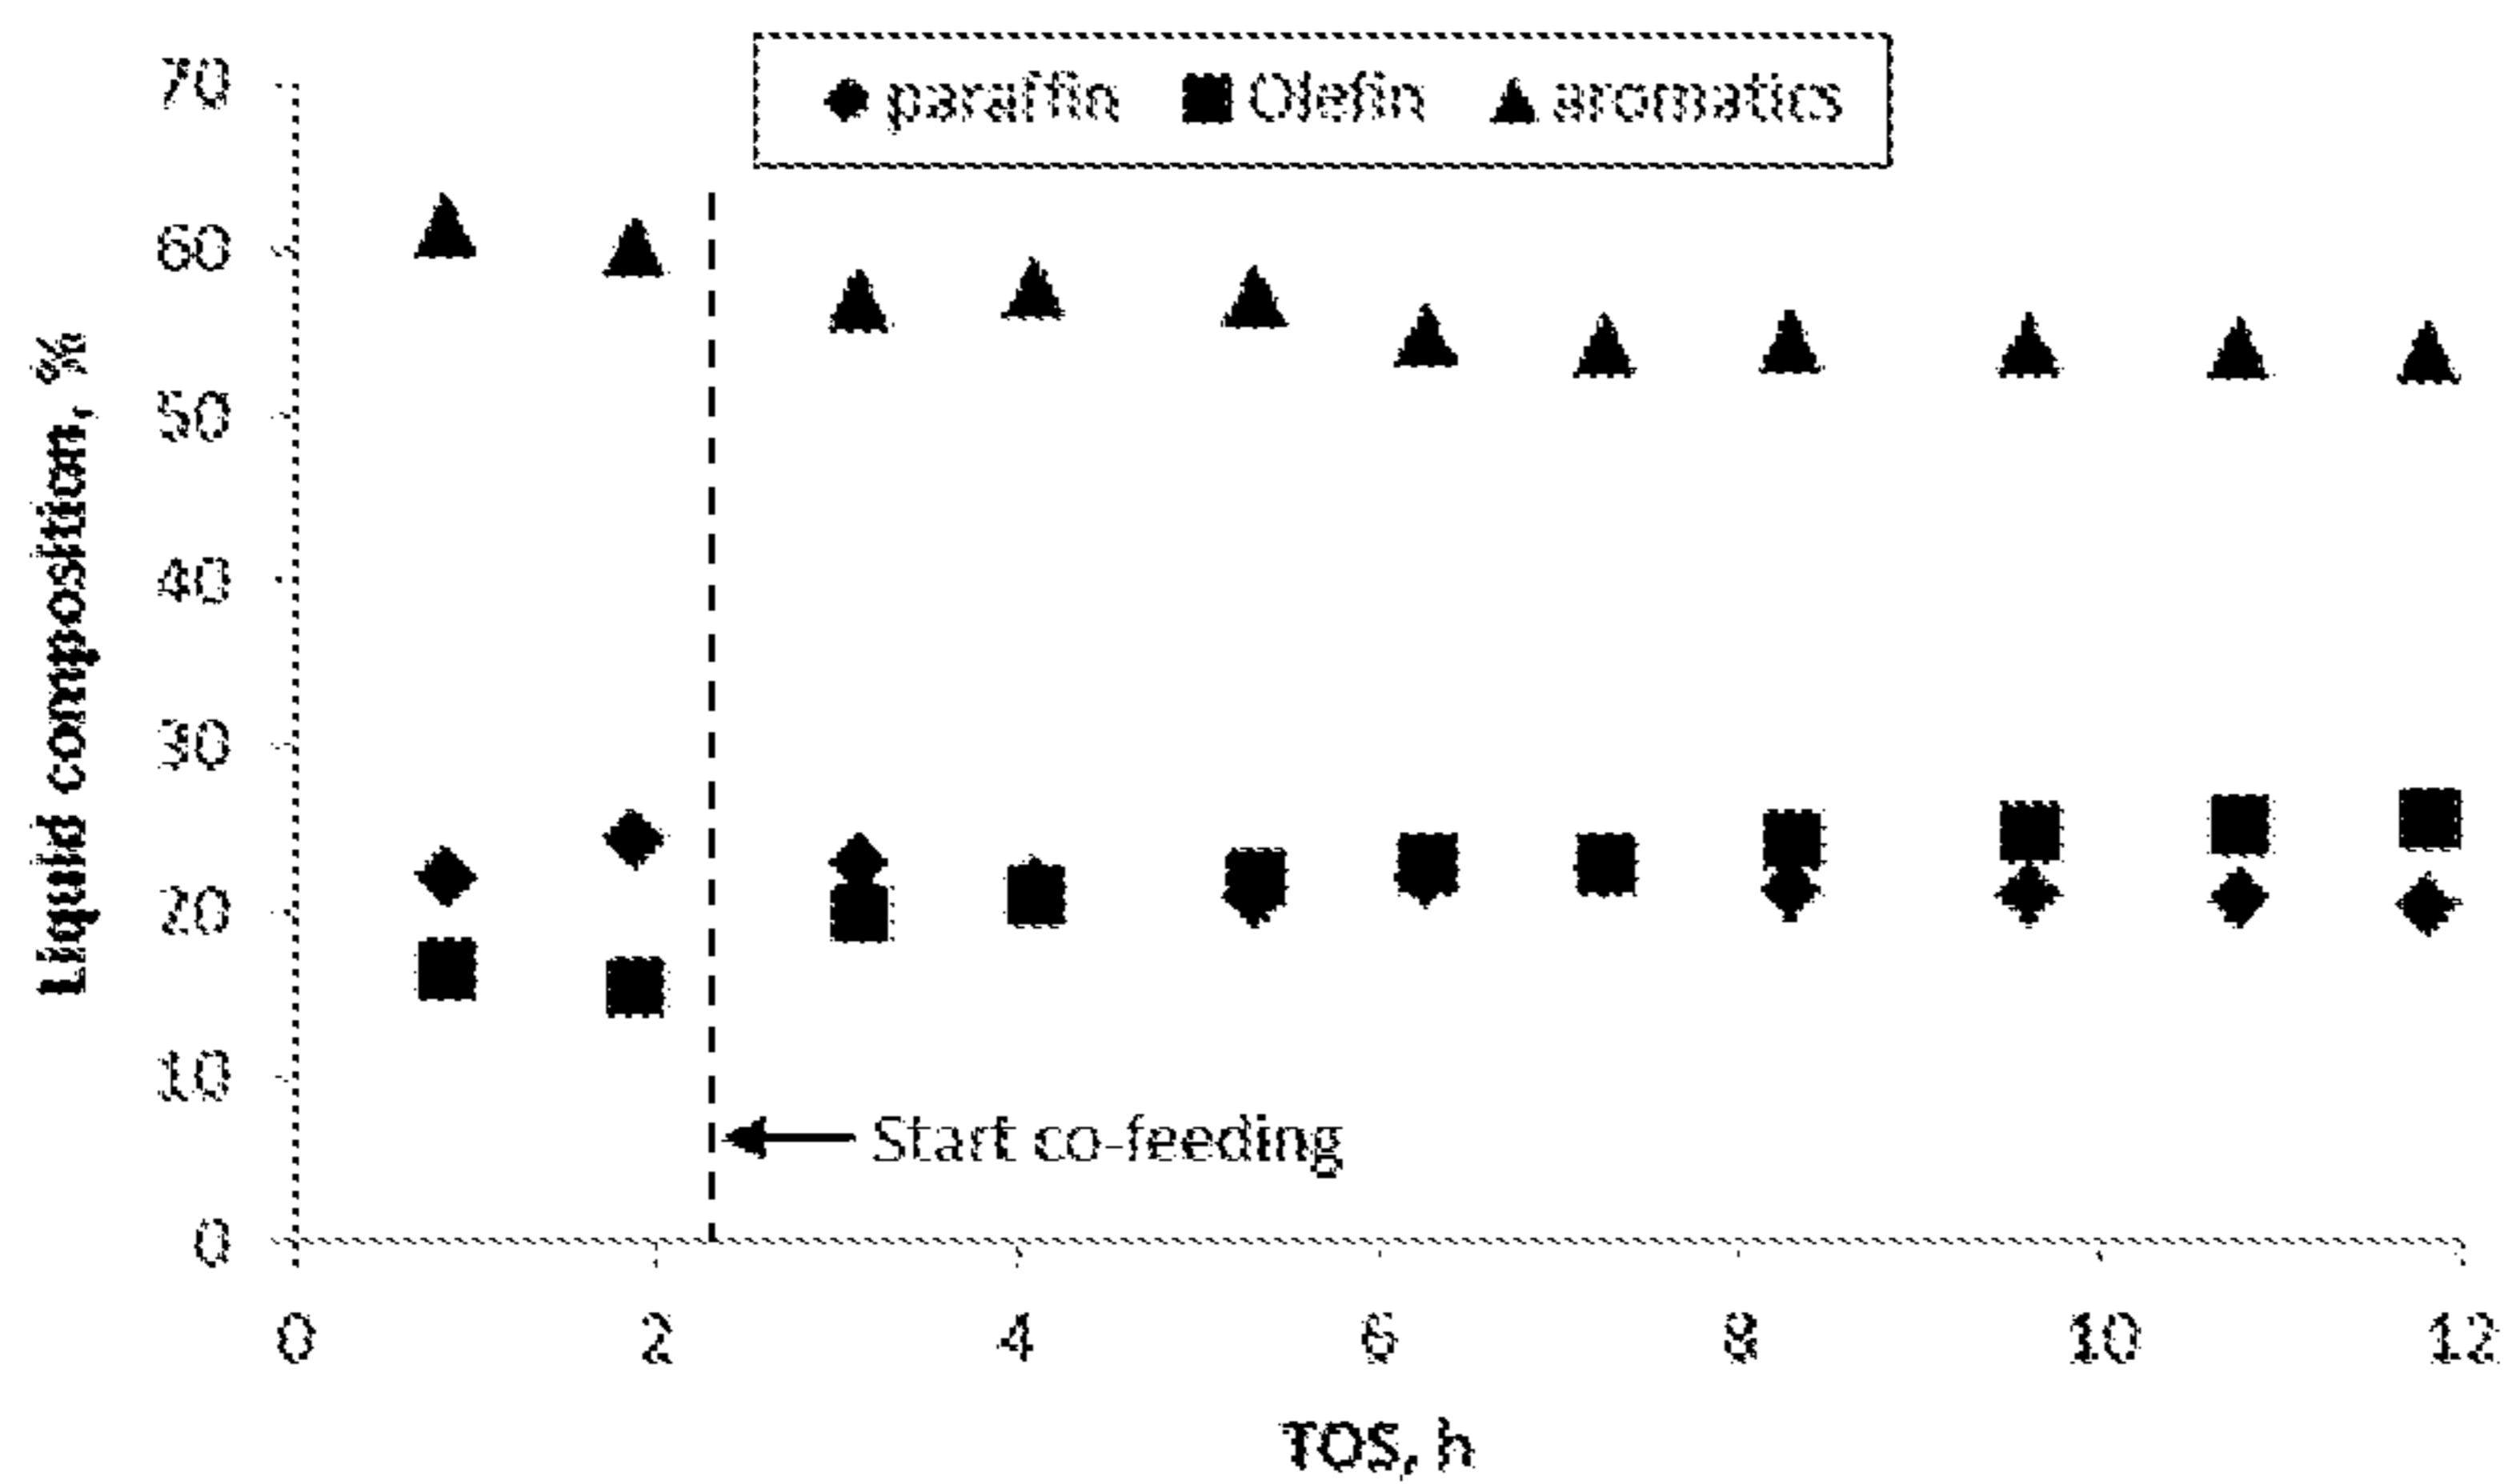 paraffin Olefin aromatics
70
60
50
40
30
20
10
0
Liquid composition, %
Start co-feeding
0 2 4 6 8 10 12
TOS, h